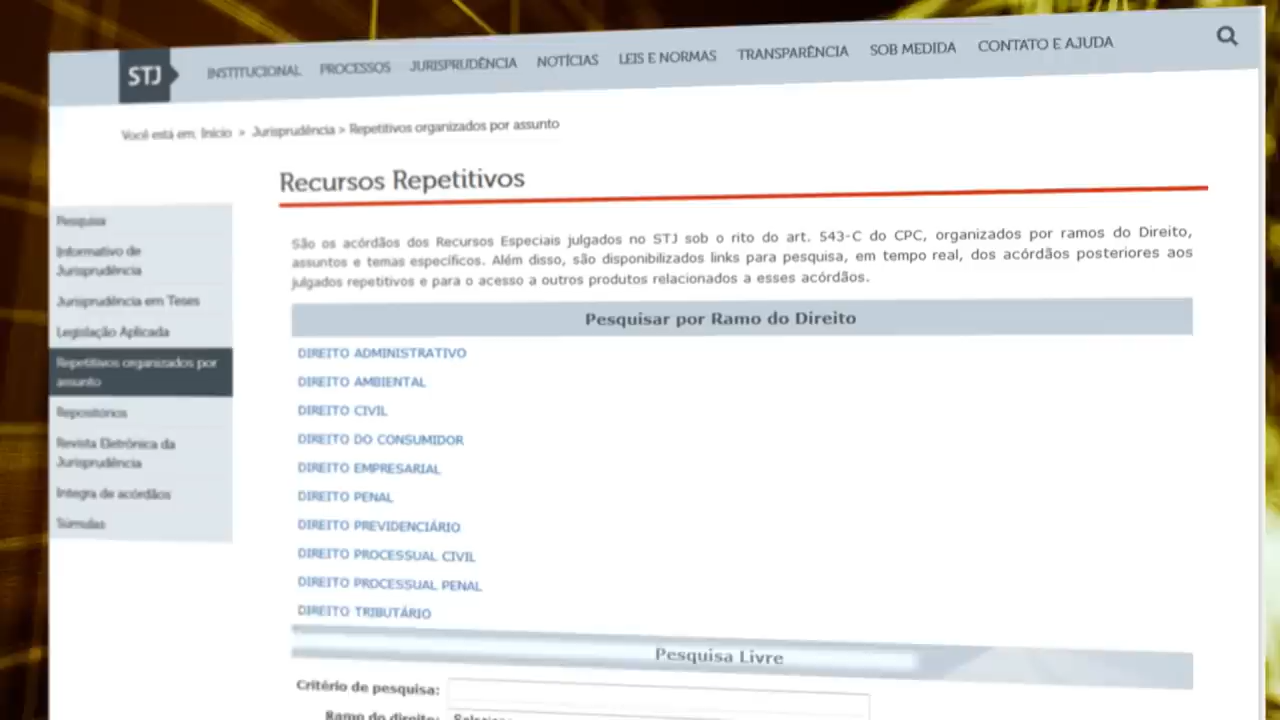 STJ
INSTITUCIONAL PROCESSOS JURISPRUDÊNCIA NOTÍCIAS LEIS E NORMAS TRANSPARÊNCIA SOB MEDIDA CONTATO E AJUDA
Você está em: Início > Jurisprudência > Repetitivos organizados por assunto
Recursos Repetitivos
Pesquisa
Informativo de
Jurisprudência
Jurisprudência em Teses
Legislação Aplicada
Repetitivos organizados por
assunto
Repositórios
Revista Eletrônica da
Jurisprudência
Íntegra de acórdãos
Súmulas
São os acórdãos dos Recursos Especiais julgados no STJ sob o rito do art. 543-C do CPC, organizados por ramos do Direito,
assuntos e temas específicos. Além disso, são disponibilizados links para pesquisa, em tempo real, dos acórdãos posteriores aos
julgados repetitivos e para o acesso a outros produtos relacionados a esses acórdãos.
Pesquisar por Ramo do Direito
DIREITO ADMINISTRATIVO
DIREITO AMBIENTAL
DIREITO CIVIL
DIREITO DO CONSUMIDOR
DIREITO EMPRESARIAL
DIREITO PENAL
DIREITO PREVIDENCIÁRIO
DIREITO PROCESSUAL CIVIL
DIREITO PROCESSUAL PENAL
DIREITO TRIBUTÁRIO
Pesquisa Livre
Critério de pesquisa:
Ramo do direito: